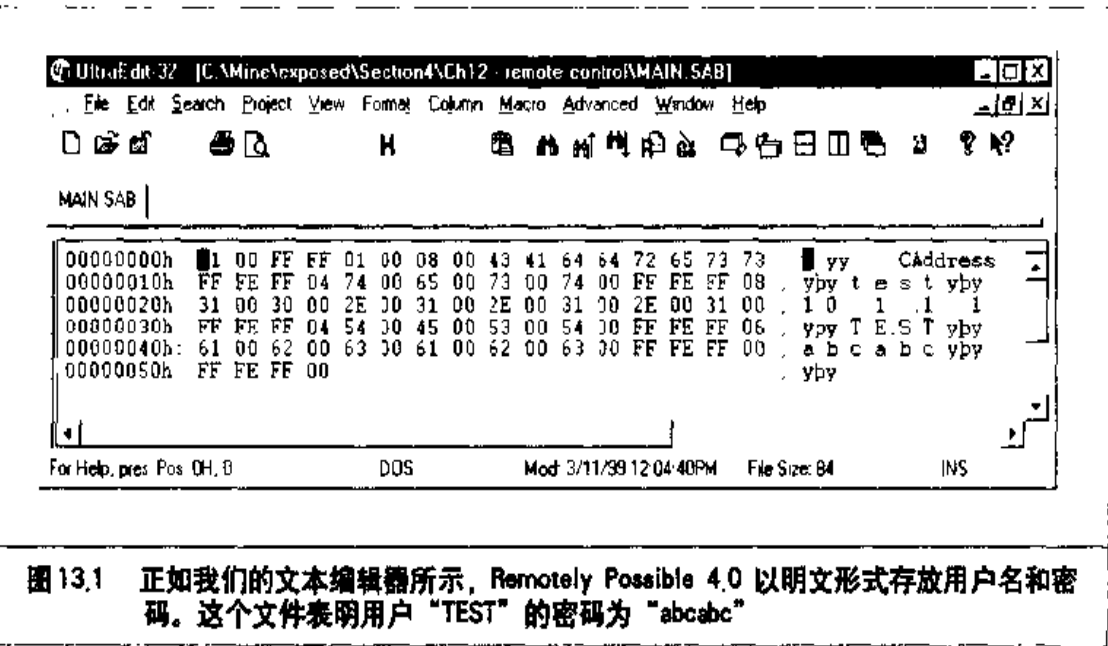 UltraEdit-32 [C:\Mine\exposed\Section4\Ch12 - remote control\MAIN.SAB]
File Edit Search Project View Format Column Macro Advanced Window Help
MAIN SAB
00000000h 1 00 FF FF 01 00 08 00 43 41 64 64 72 65 73 73 yy CAddress
00000010h FF FE FF 04 74 00 65 00 73 00 74 00 FF FE FF 08 , yþy t e s t yþy
00000020h 31 00 30 00 2E 00 31 00 2E 00 31 00 2E 00 31 00 , 1 0 1 .1 1
00000030h FF FE FF 04 54 00 45 00 53 00 54 00 FF FE FF 06 , ypy T E.S T yþy
00000040h: 61 00 62 00 63 00 61 00 62 00 63 00 FF FE FF 00 , a b c a b c yþy
00000050h FF FE FF 00 , yþy
For Help, pres Pos 0H, 0 DOS Mod: 3/11/99 12:04:40PM File Size: 84 INS
图13.1 正如我们的文本编辑器所示，Remotely Possible 4.0 以明文形式存放用户名和密
码。这个文件表明用户“TEST”的密码为“abcabc”